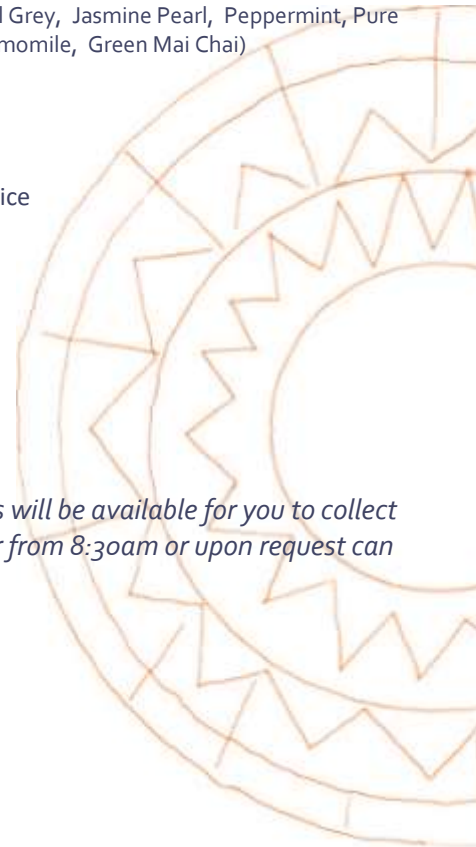 l Grey, Jasmine Pearl, Peppermint, Pure
momile, Green Mai Chai)
ice
s will be available for you to collect
r from 8:30am or upon request can